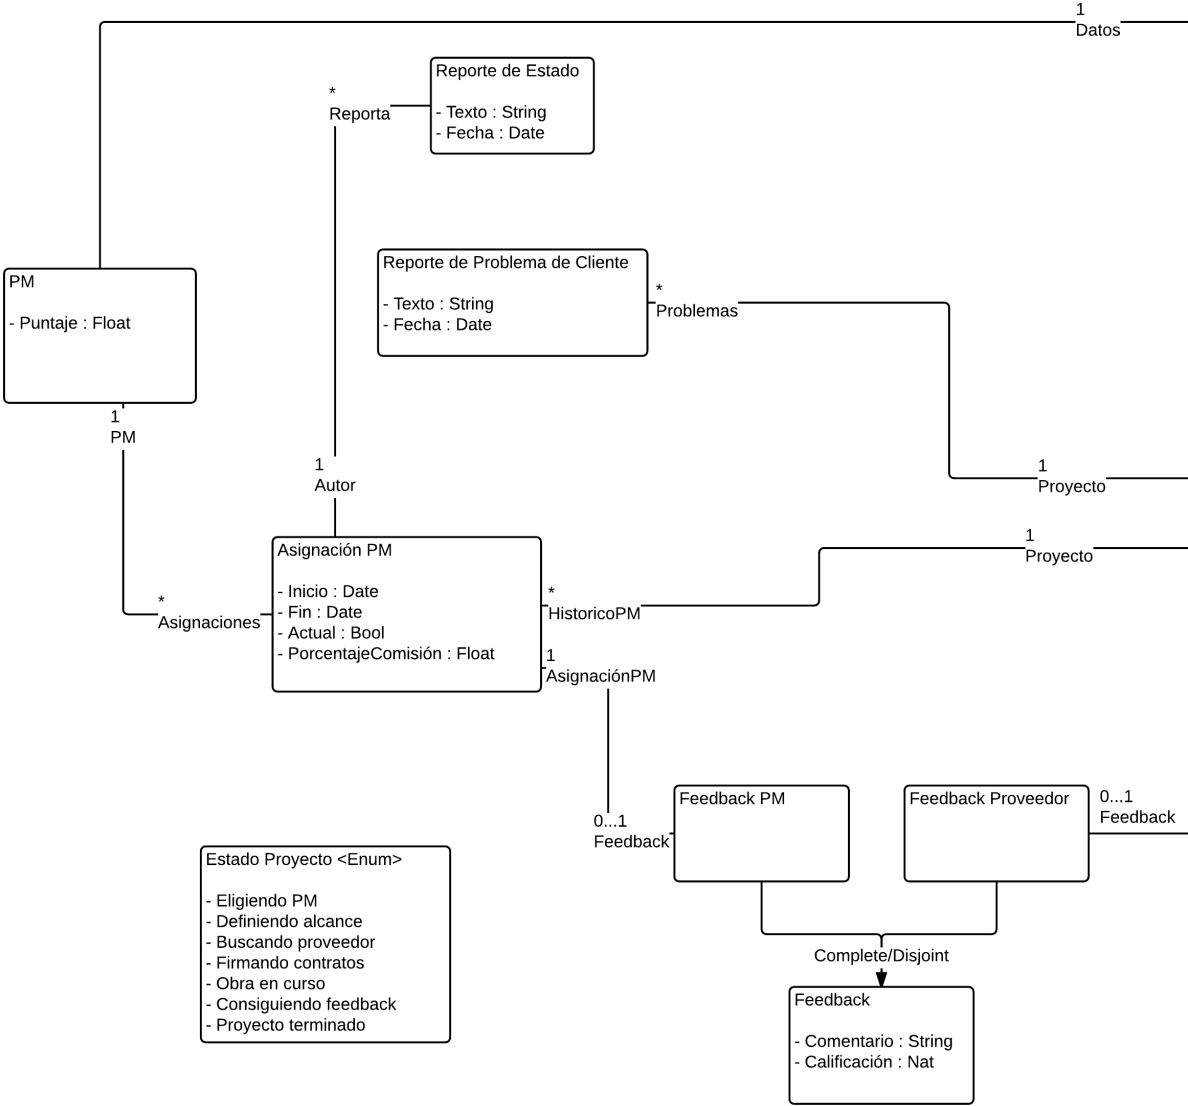 1
Datos
Reporte de Estado
- Texto : String
- Fecha : Date
*
Reporta
Reporte de Problema de Cliente
- Texto : String
- Fecha : Date
*
Problemas
PM
- Puntaje : Float
1
PM
1
Autor
1
Proyecto
1
Proyecto
Asignación PM
- Inicio : Date
- Fin : Date
- Actual : Bool
- PorcentajeComisión : Float
*
Asignaciones
*
HistoricoPM
1
AsignaciónPM
0...1
Feedback
Feedback PM
Feedback Proveedor
0...1
Feedback
Estado Proyecto <Enum>
- Eligiendo PM
- Definiendo alcance
- Buscando proveedor
- Firmando contratos
- Obra en curso
- Consiguiendo feedback
- Proyecto terminado
Complete/Disjoint
Feedback
- Comentario : String
- Calificación : Nat